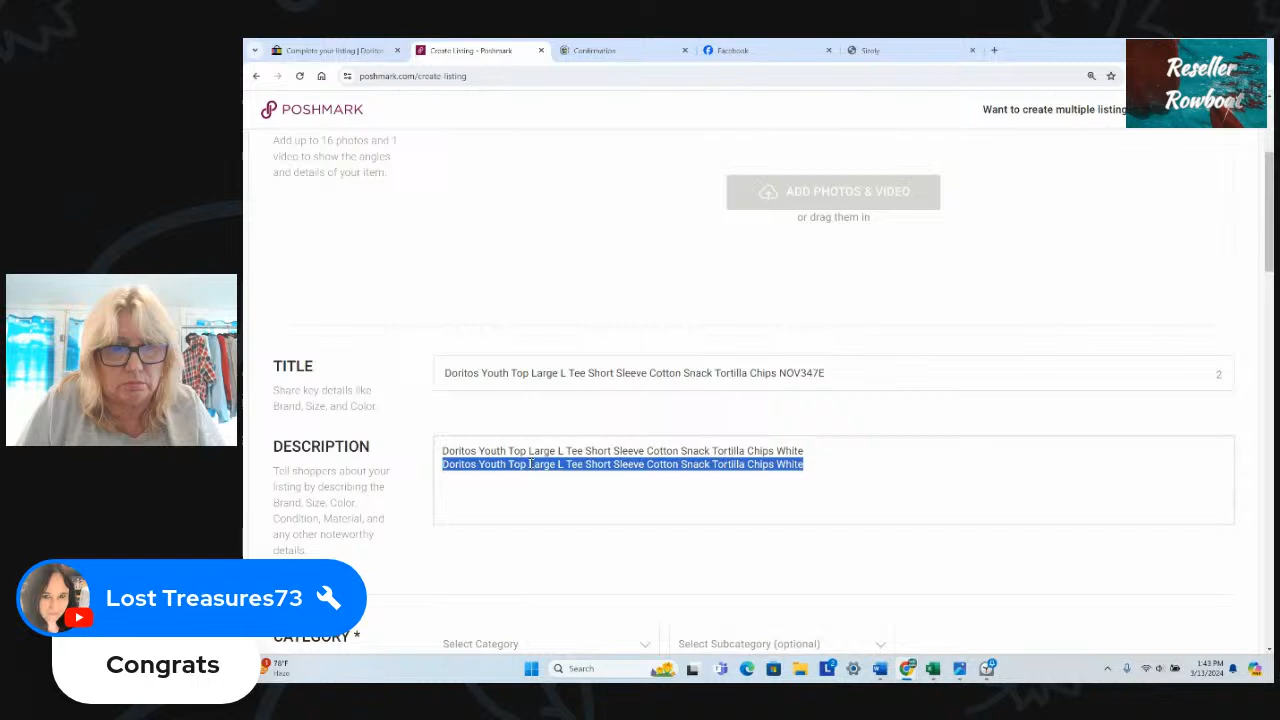 Complete your listing | Doritos
Create Listing - Poshmark
Confirmation
Facebook
poshmark.com/create-listing
Reseller
Rowboat
POSHMARK
Want to create multiple listing
Add up to 16 photos and 1
video to show the angles
and details of your item.
ADD PHOTOS & VIDEO
or drag them in
TITLE
Doritos Youth Top Large L Tee Short Sleeve Cotton Snack Tortilla Chips NOV347E
2
Share key details like
Brand, Size, and Color.
DESCRIPTION
Doritos Youth Top Large L Tee Short Sleeve Cotton Snack Tortilla Chips White
Doritos Youth Top Large L Tee Short Sleeve Cotton Snack Tortilla Chips White
Tell shoppers about your
listing by describing the
Brand, Size, Color,
Condition, Material, and
any other noteworthy
details.
CATEGORY *
Select Category
Select Subcategory (optional)
Lost Treasures73
Congrats
78°F
Haze
Search
1:43 PM
3/13/2024